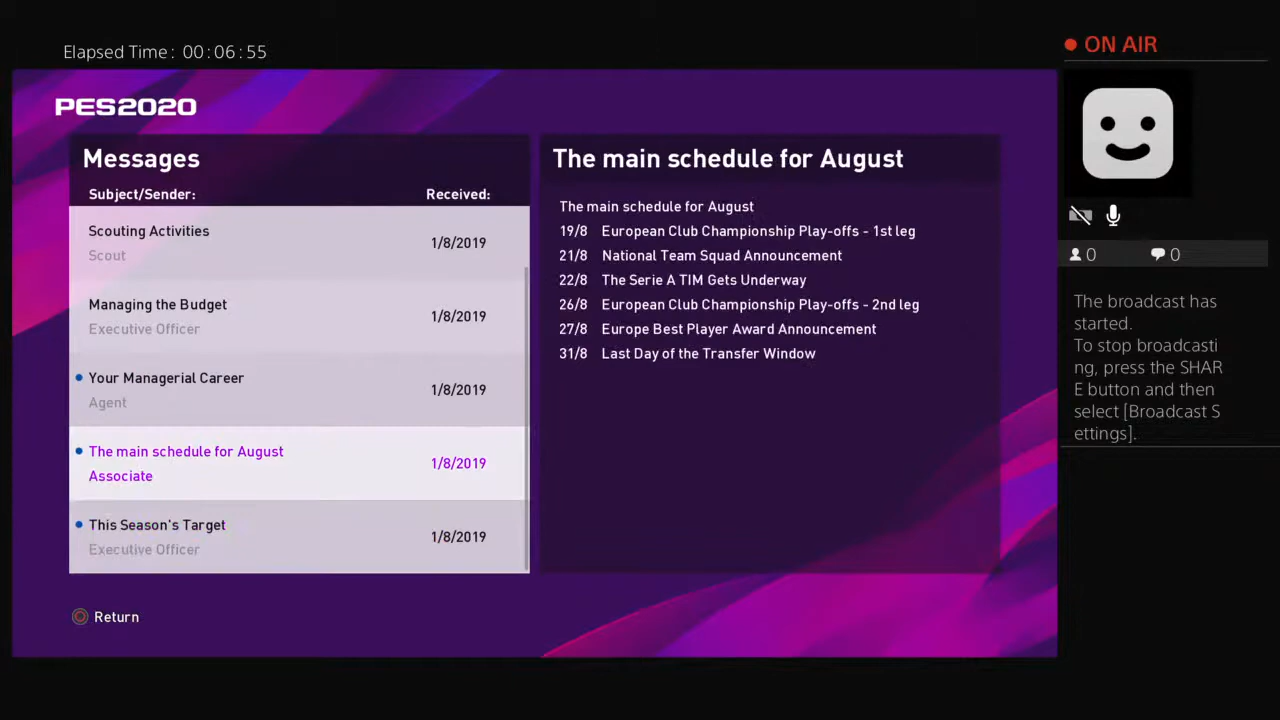 Elapsed Time: 00:06:55
ON AIR
PES2020
Messages
Subject/Sender:
Received:
Scouting Activities
Scout
1/8/2019
Managing the Budget
Executive Officer
1/8/2019
Your Managerial Career
Agent
1/8/2019
The main schedule for August
Associate
1/8/2019
This Season's Target
Executive Officer
1/8/2019
Return
The main schedule for August
The main schedule for August
19/8 European Club Championship Play-offs - 1st leg
21/8 National Team Squad Announcement
22/8 The Serie A TIM Gets Underway
26/8 European Club Championship Play-offs - 2nd leg
27/8 Europe Best Player Award Announcement
31/8 Last Day of the Transfer Window
0
0
The broadcast has
started.
To stop broadcasti
ng, press the SHAR
E button and then
select [Broadcast S
ettings].